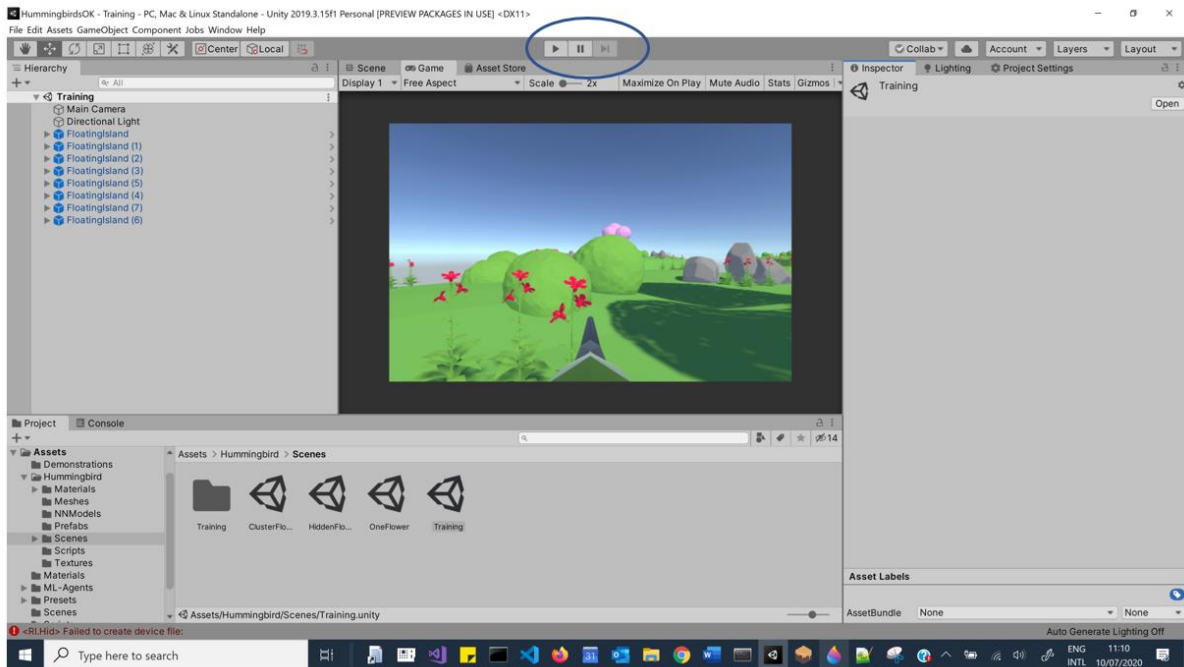 HummingbirdsOK - Training - PC, Mac & Linux Standalone - Unity 2019.3.15f1 Personal [PREVIEW PACKAGES IN USE] <DX11>
File Edit Assets GameObject Component Jobs Window Help
Center Local Collab Account Layers Layout
Hierarchy
All
Training
Main Camera
Directional Light
FloatingIsland
FloatingIsland (1)
FloatingIsland (2)
FloatingIsland (3)
FloatingIsland (5)
FloatingIsland (4)
FloatingIsland (7)
FloatingIsland (6)
Scene Game Asset Store
Display 1 Free Aspect Scale 2x Maximize On Play Mute Audio Stats Gizmos
Inspector Lighting Project Settings
Training
Open
Project Console
14
Assets
Demonstrations
Hummingbird
Materials
Meshes
NNModels
Prefabs
Scenes
Scripts
Textures
Materials
ML-Agents
Presets
Scenes
Assets > Hummingbird > Scenes
Training ClusterFlo... HiddenFlo... OneFlower Training
Assets/Hummingbird/Scenes/Training.unity
Asset Labels
AssetBundle None None
<RI.Hid> Failed to create device file:
Auto Generate Lighting Off
Type here to search
31
ENG
INTL
11:10
10/07/2020